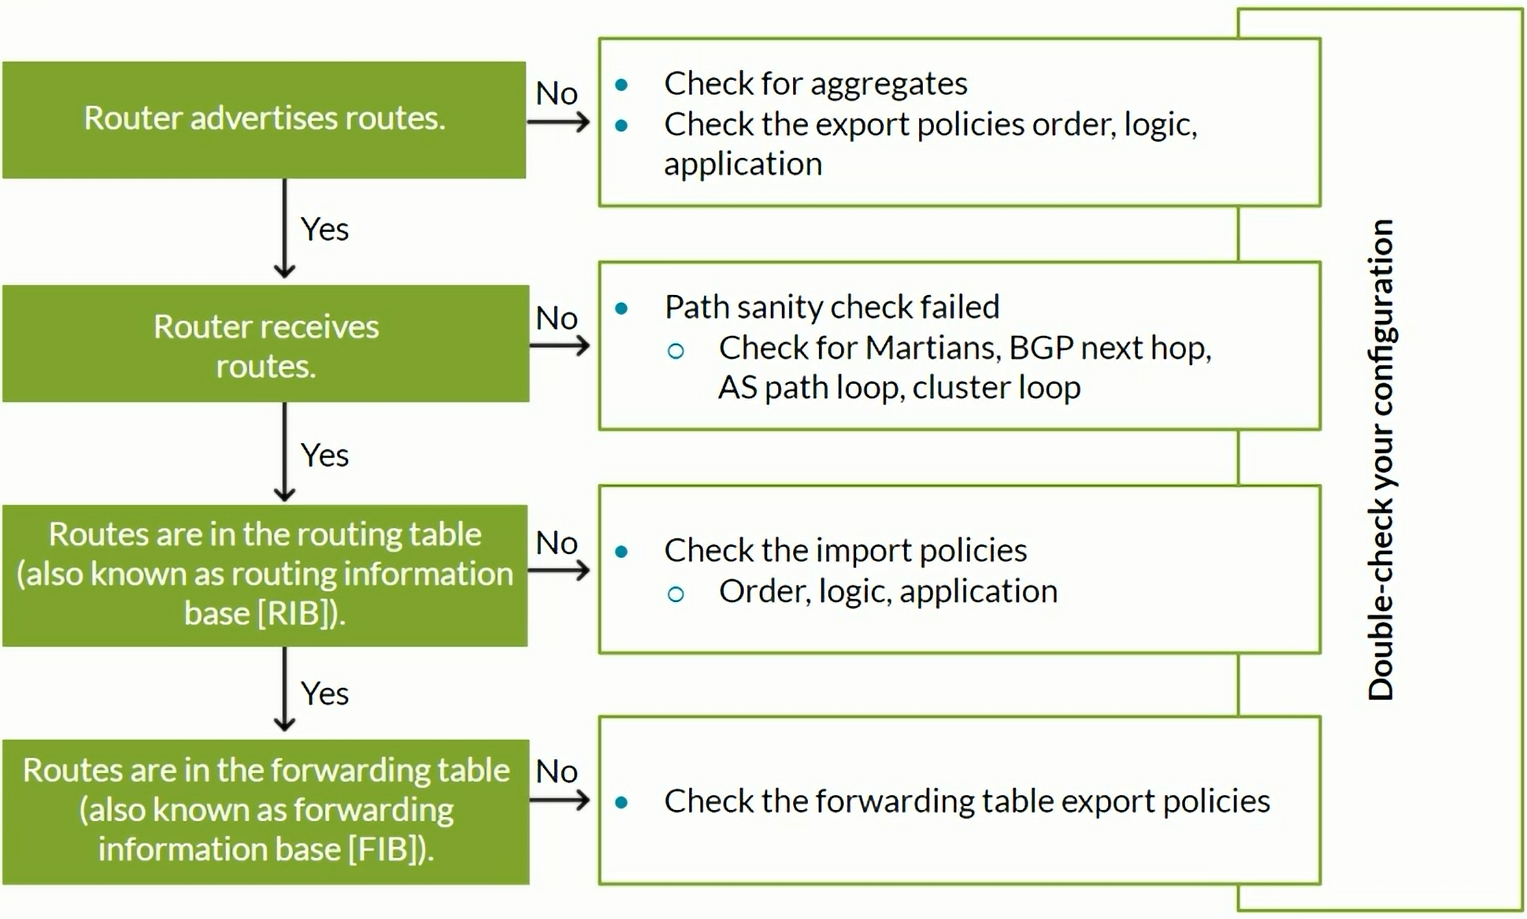 Router advertises routes.
No
Check for aggregates
Check the export policies order, logic,
application
Yes
Router receives
routes.
No
Path sanity check failed
Check for Martians, BGP next hop,
AS path loop, cluster loop
Yes
Routes are in the routing table
(also known as routing information
base [RIB]).
No
Check the import policies
Order, logic, application
Yes
Routes are in the forwarding table
(also known as forwarding
information base [FIB]).
No
Check the forwarding table export policies
Double-check your configuration